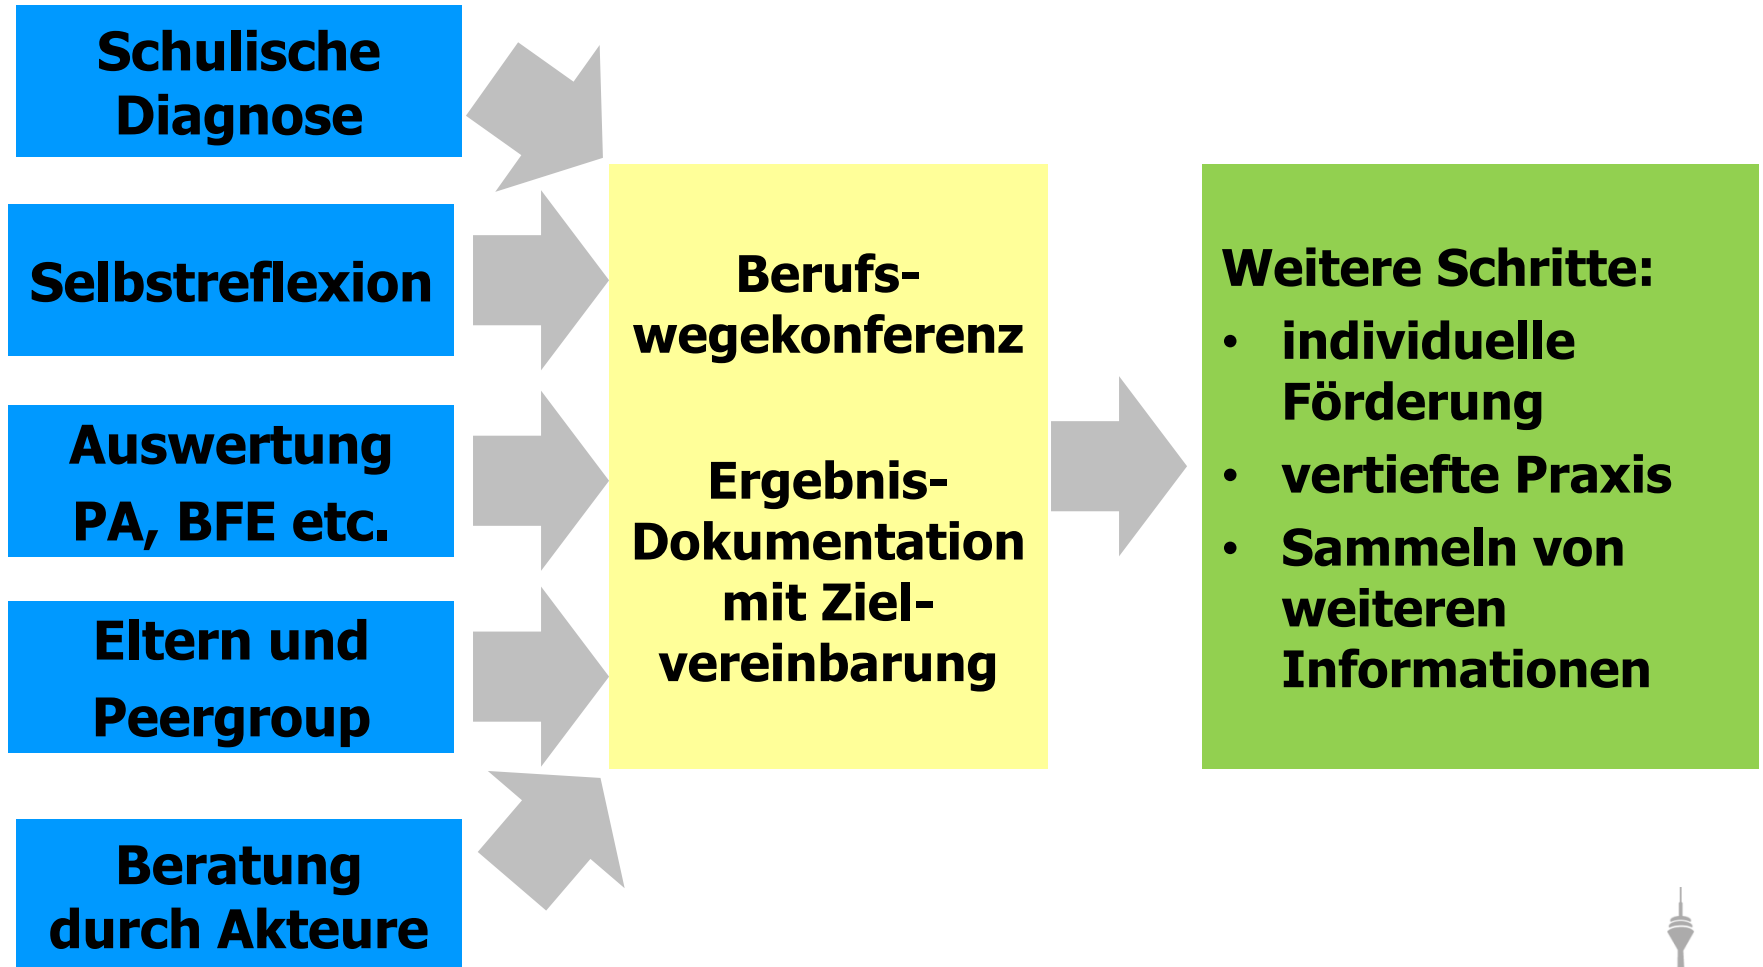 Schulische
Diagnose
Selbstreflexion
Auswertung
PA, BFE etc.
Eltern und
Peergroup
Beratung
durch Akteure
Berufs-
wegekonferenz
Ergebnis-
Dokumentation
mit Ziel-
vereinbarung
Weitere Schritte:
• individuelle
Förderung
• vertiefte Praxis
• Sammeln von
weiteren
Informationen